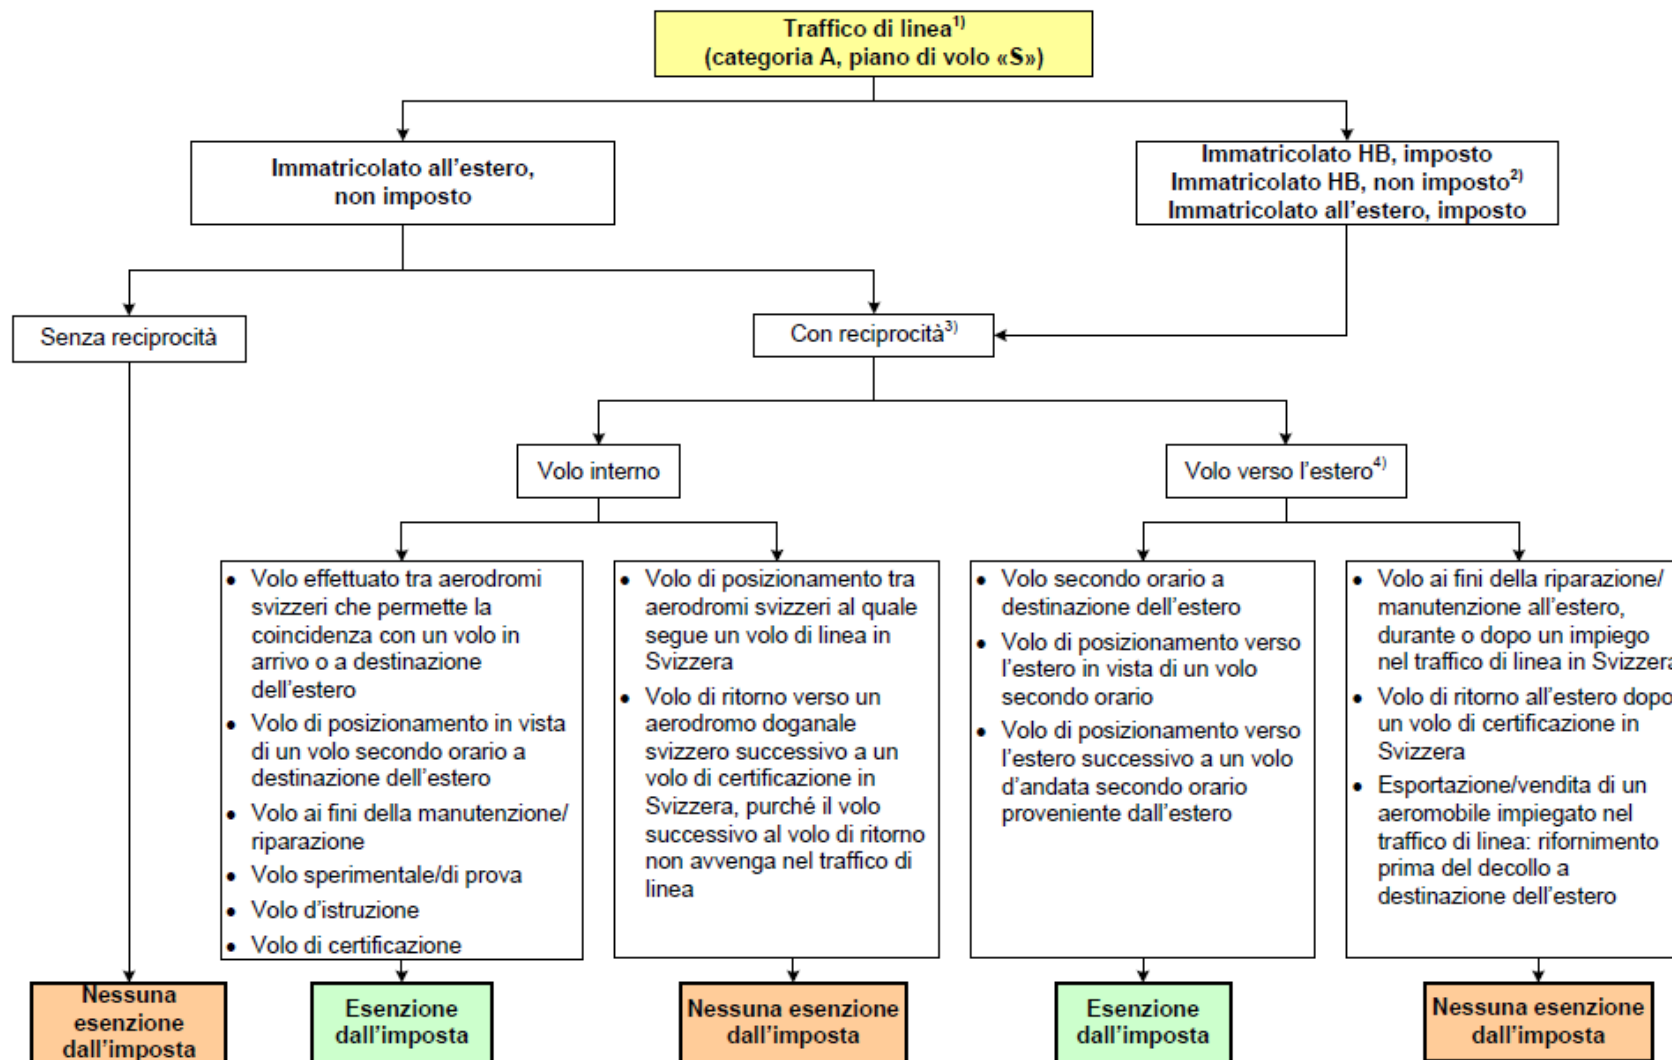 Traffico di linea1)
(categoria A, piano di volo «S»)
Immatricolato all'estero,
non imposto
Immatricolato HB, imposto
Immatricolato HB, non imposto2)
Immatricolato all'estero, imposto
Senza reciprocità
Con reciprocità3)
Volo interno
Volo verso l'estero4)
• Volo effettuato tra aerodromi
svizzeri che permette la
coincidenza con un volo in
arrivo o a destinazione
dell'estero
• Volo di posizionamento in vista
di un volo secondo orario a
destinazione dell'estero
• Volo ai fini della manutenzione/
riparazione
• Volo sperimentale/di prova
• Volo d'istruzione
• Volo di certificazione
• Volo di posizionamento tra
aerodromi svizzeri al quale
segue un volo di linea in
Svizzera
• Volo di ritorno verso un
aerodromo doganale
svizzero successivo a un
volo di certificazione in
Svizzera, purché il volo
successivo al volo di ritorno
non avvenga nel traffico di
linea
• Volo secondo orario a
destinazione dell'estero
• Volo di posizionamento verso
l'estero in vista di un volo
secondo orario
• Volo di posizionamento verso
l'estero successivo a un volo
d'andata secondo orario
proveniente dall'estero
• Volo ai fini della riparazione/
manutenzione all'estero,
durante o dopo un impiego
nel traffico di linea in Svizzera
• Volo di ritorno all'estero dopo
un volo di certificazione in
Svizzera
• Esportazione/vendita di un
aeromobile impiegato nel
traffico di linea: rifornimento
prima del decollo a
destinazione dell'estero
Nessuna
esenzione
dall'imposta
Esenzione
dall'imposta
Nessuna esenzione
dall'imposta
Esenzione
dall'imposta
Nessuna esenzione
dall'imposta